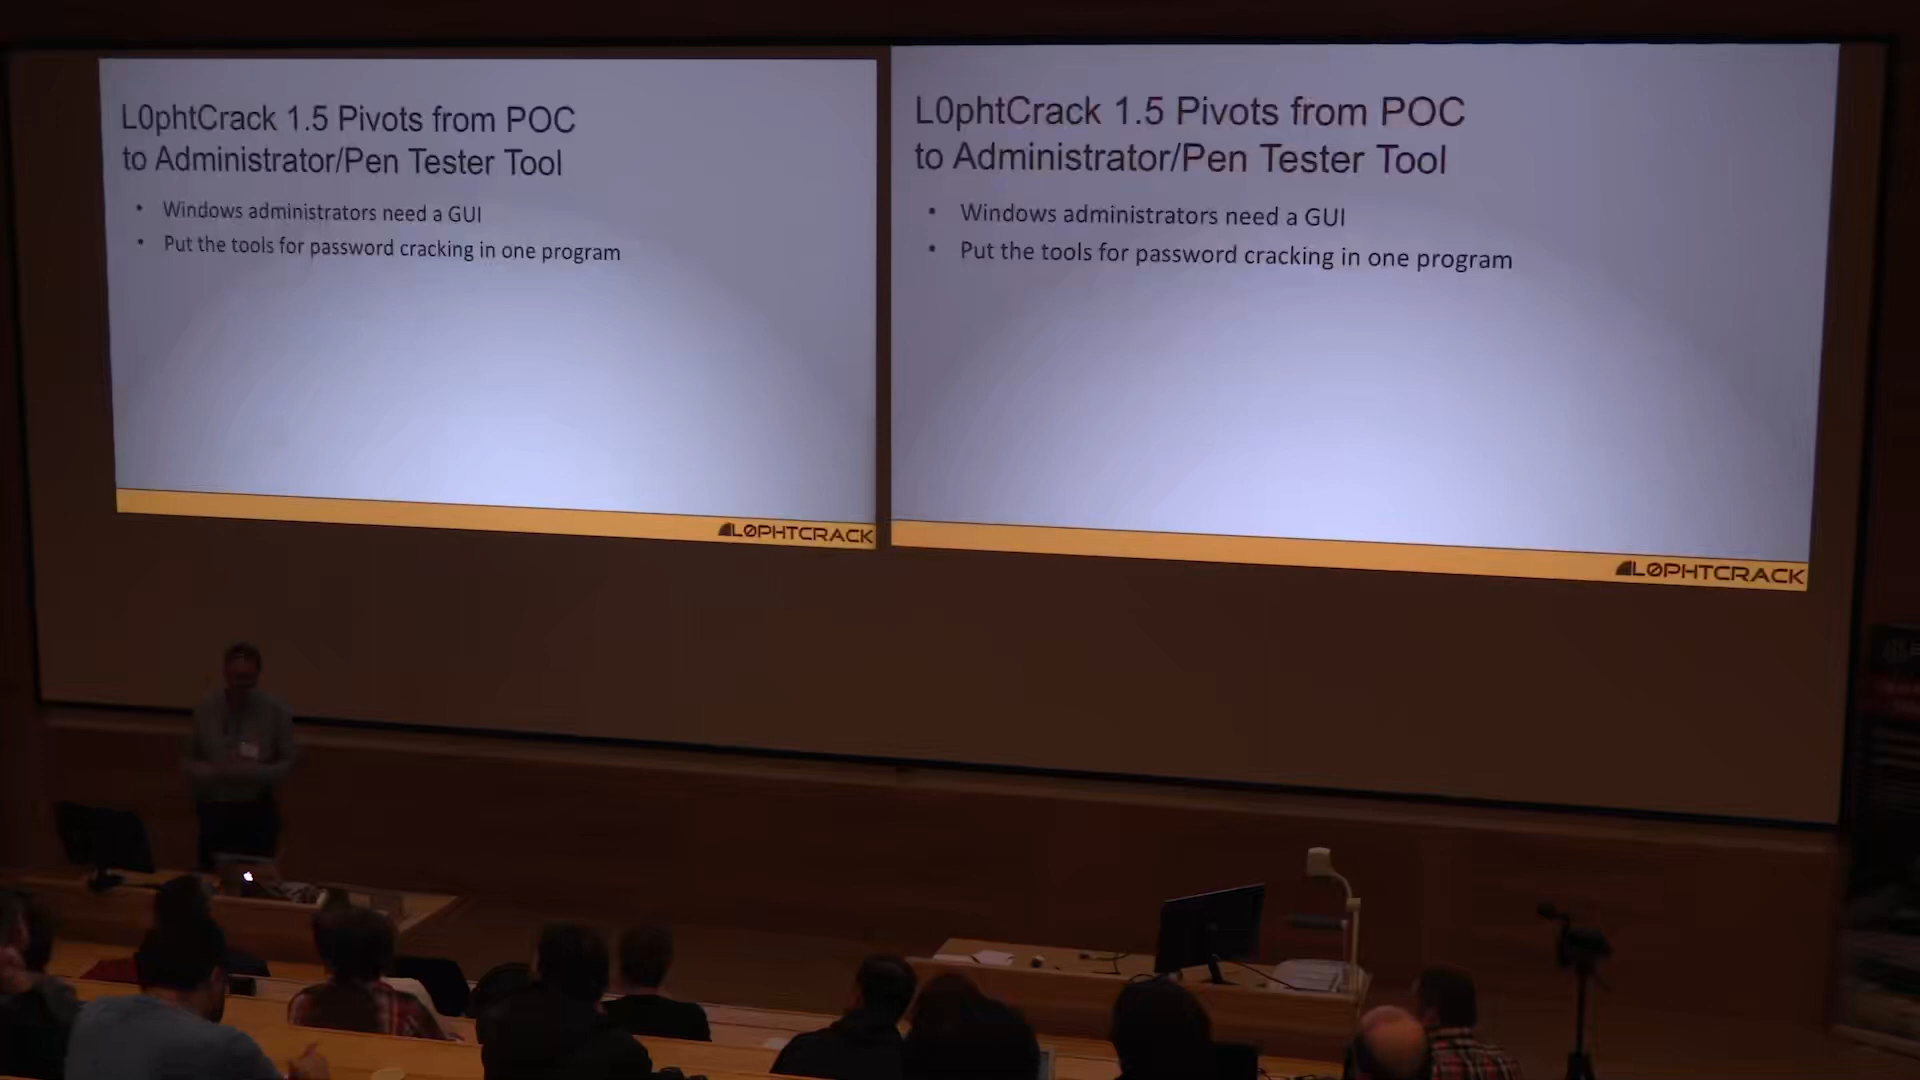 L0phtCrack 1.5 Pivots from POC
to Administrator/Pen Tester Tool
• Windows administrators need a GUI
• Put the tools for password cracking in one program
L0PHTCRACK
L0phtCrack 1.5 Pivots from POC
to Administrator/Pen Tester Tool
• Windows administrators need a GUI
• Put the tools for password cracking in one program
L0PHTCRACK